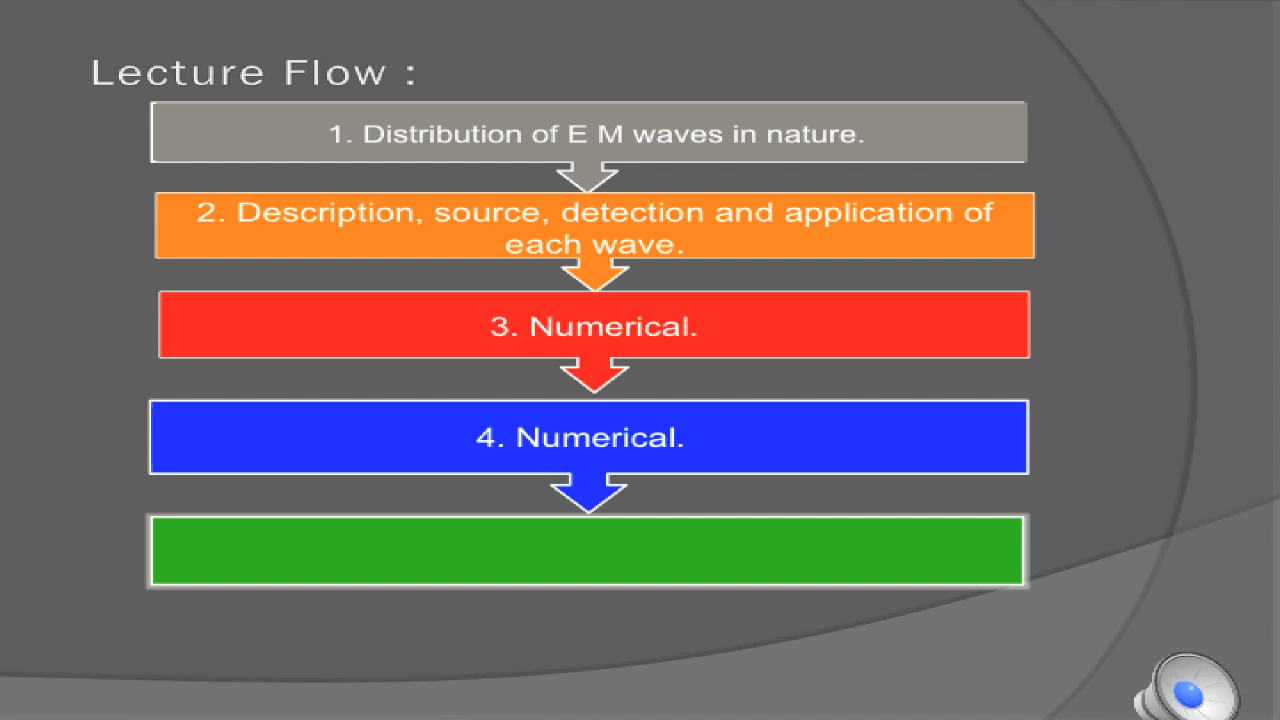 Lecture Flow :
1. Distribution of E M waves in nature.
2. Description, source, detection and application of
each wave.
3. Numerical.
4. Numerical.